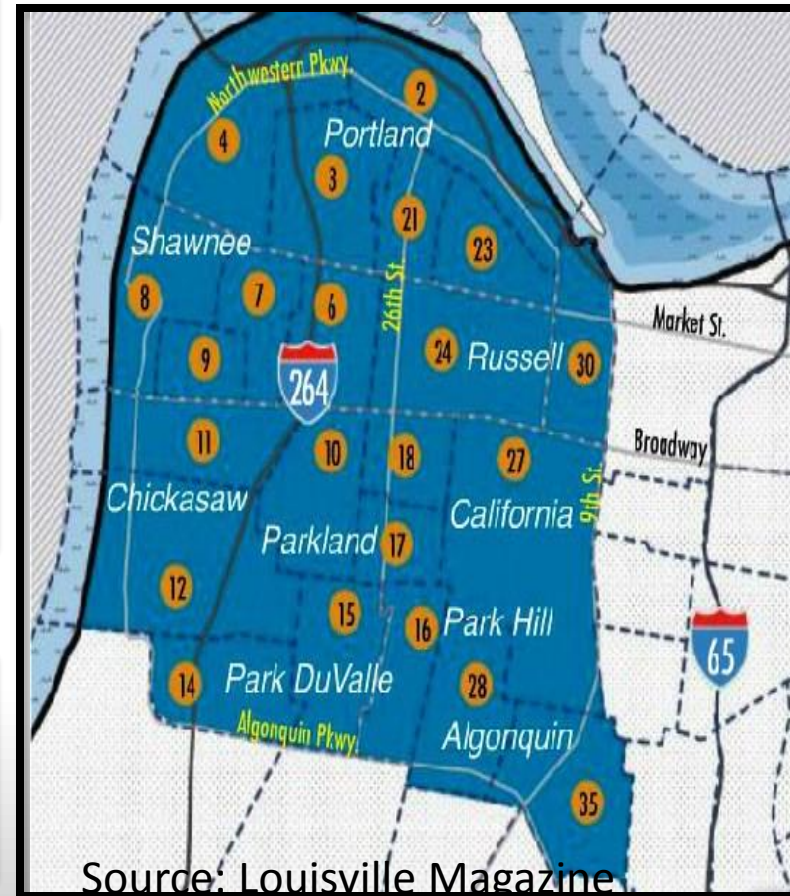 Northwestern Pkwy.
2
4
Portland
3
21
23
Shawnee
8
7
6
26th St.
Market St.
24
Russell
30
9
264
11
10
18
27
Broadway
Chickasaw
California
9th St.
Parkland
17
12
15
16
Park Hill
65
14
Park DuValle
28
Algonquin Pkwy.
Algonquin
35
Source: Louisville Magazine